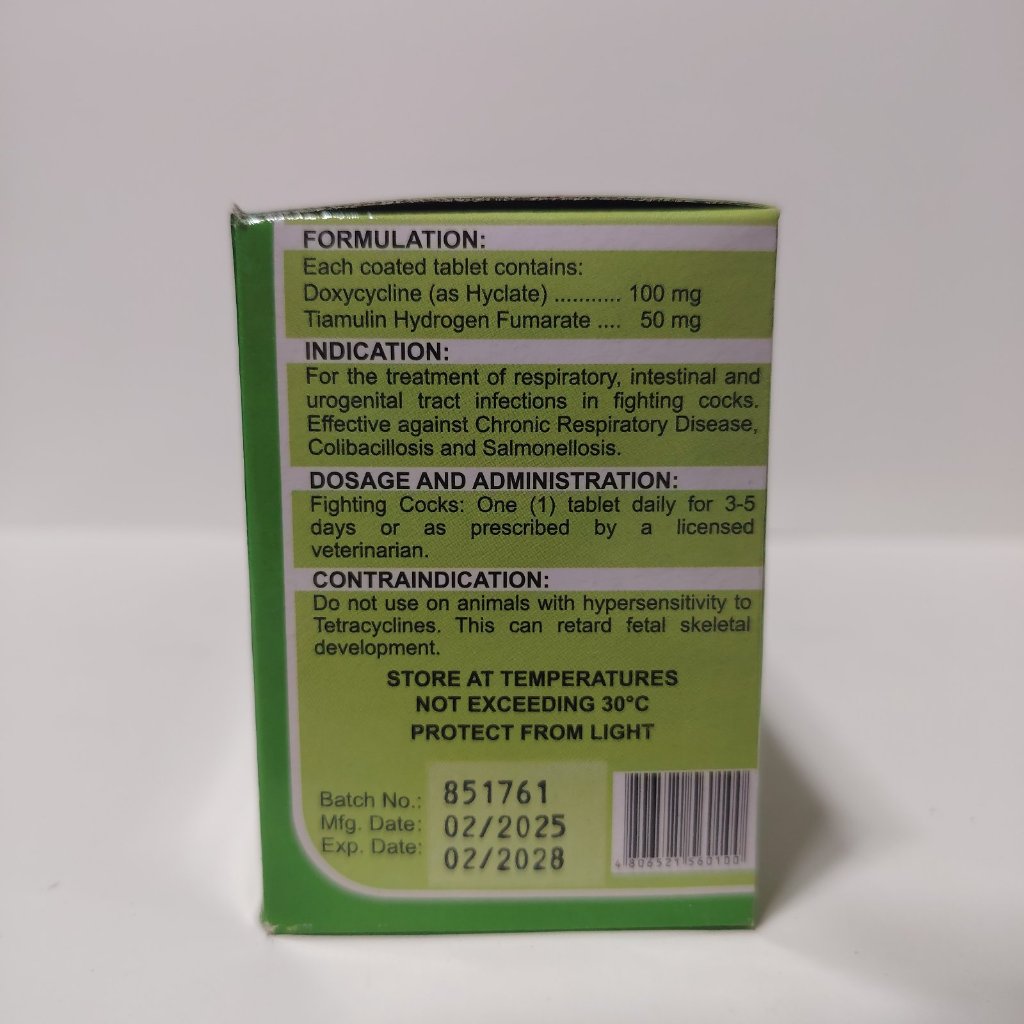 FORMULATION:
Each coated tablet contains:
Doxycycline (as Hyclate) ........... 100 mg
Tiamulin Hydrogen Fumarate .... 50 mg
INDICATION:
For the treatment of respiratory, intestinal and
urogenital tract infections in fighting cocks.
Effective against Chronic Respiratory Disease,
Colibacillosis and Salmonellosis.
DOSAGE AND ADMINISTRATION:
Fighting Cocks: One (1) tablet daily for 3-5
days or as prescribed by a licensed
veterinarian.
CONTRAINDICATION:
Do not use on animals with hypersensitivity to
Tetracyclines. This can retard fetal skeletal
development.
STORE AT TEMPERATURES
NOT EXCEEDING 30°C
PROTECT FROM LIGHT
Batch No.: 851761
Mfg. Date: 02/2025
Exp. Date: 02/2028
4 806521 560100